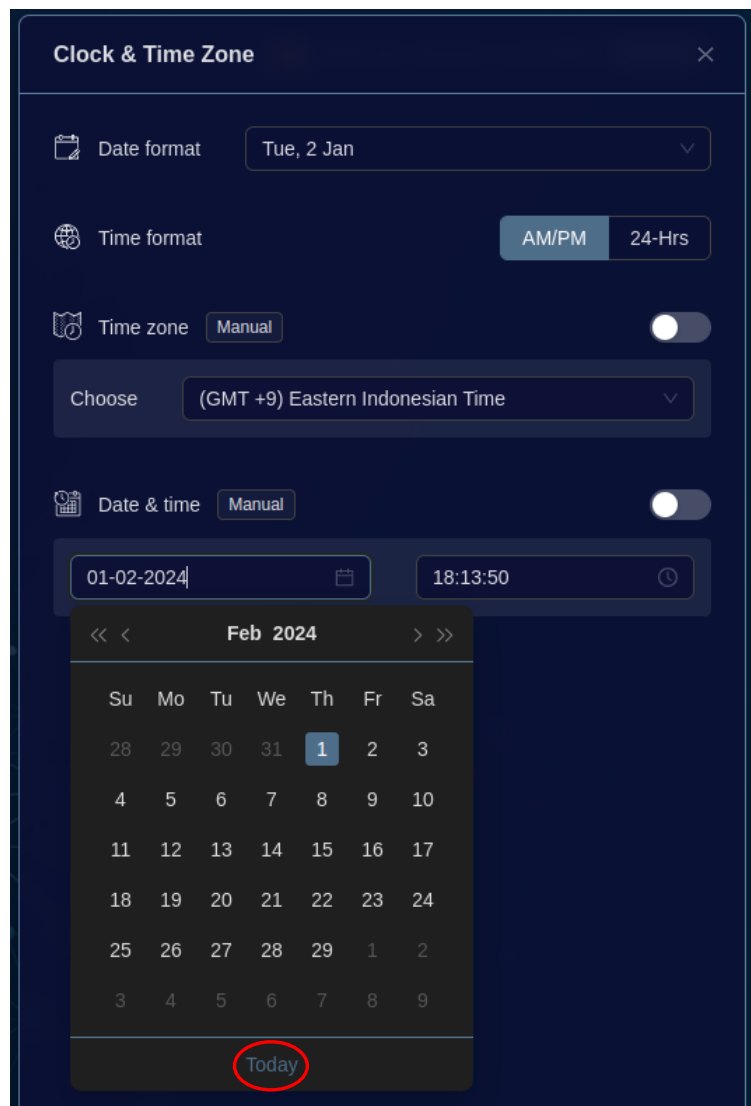 Clock & Time Zone
Date format
Tue, 2 Jan
Time format
AM/PM 24-Hrs
Time zone Manual
Choose
(GMT +9) Eastern Indonesian Time
Date & time Manual
01-02-2024
18:13:50
Feb 2024
Su Mo Tu We Th Fr Sa
28 29 30 31 1 2 3
4 5 6 7 8 9 10
11 12 13 14 15 16 17
18 19 20 21 22 23 24
25 26 27 28 29 1 2
3 4 5 6 7 8 9
Today